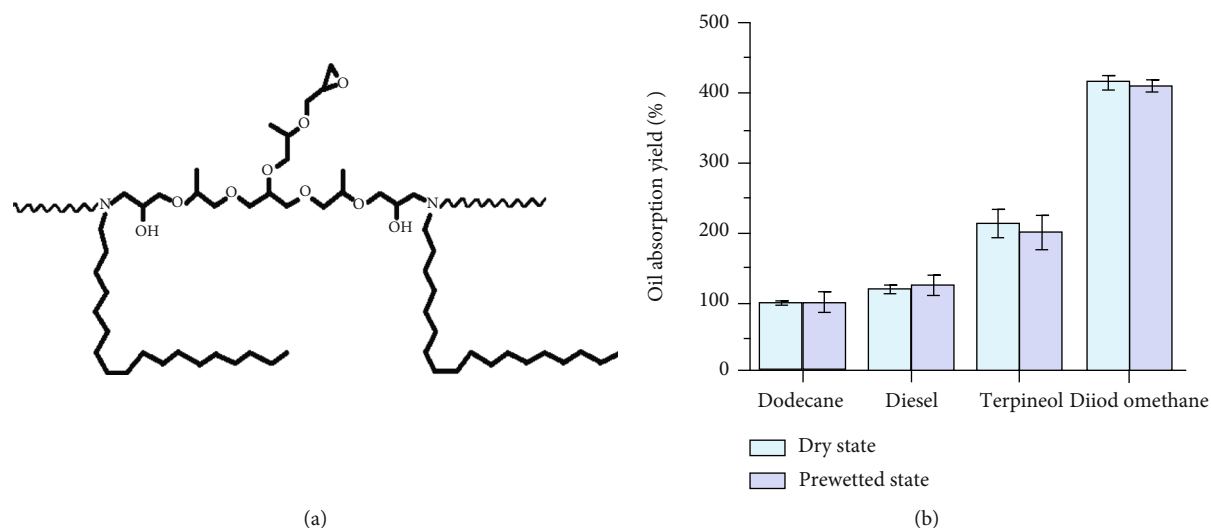 O
O
O
N
O
O
O
O
N
OH
OH
(a)
500
400
300
200
100
0
Oil absorption yield (%)
Dodecane Diesel Terpineol Diiod omethane
Dry state
Prewetted state
(b)